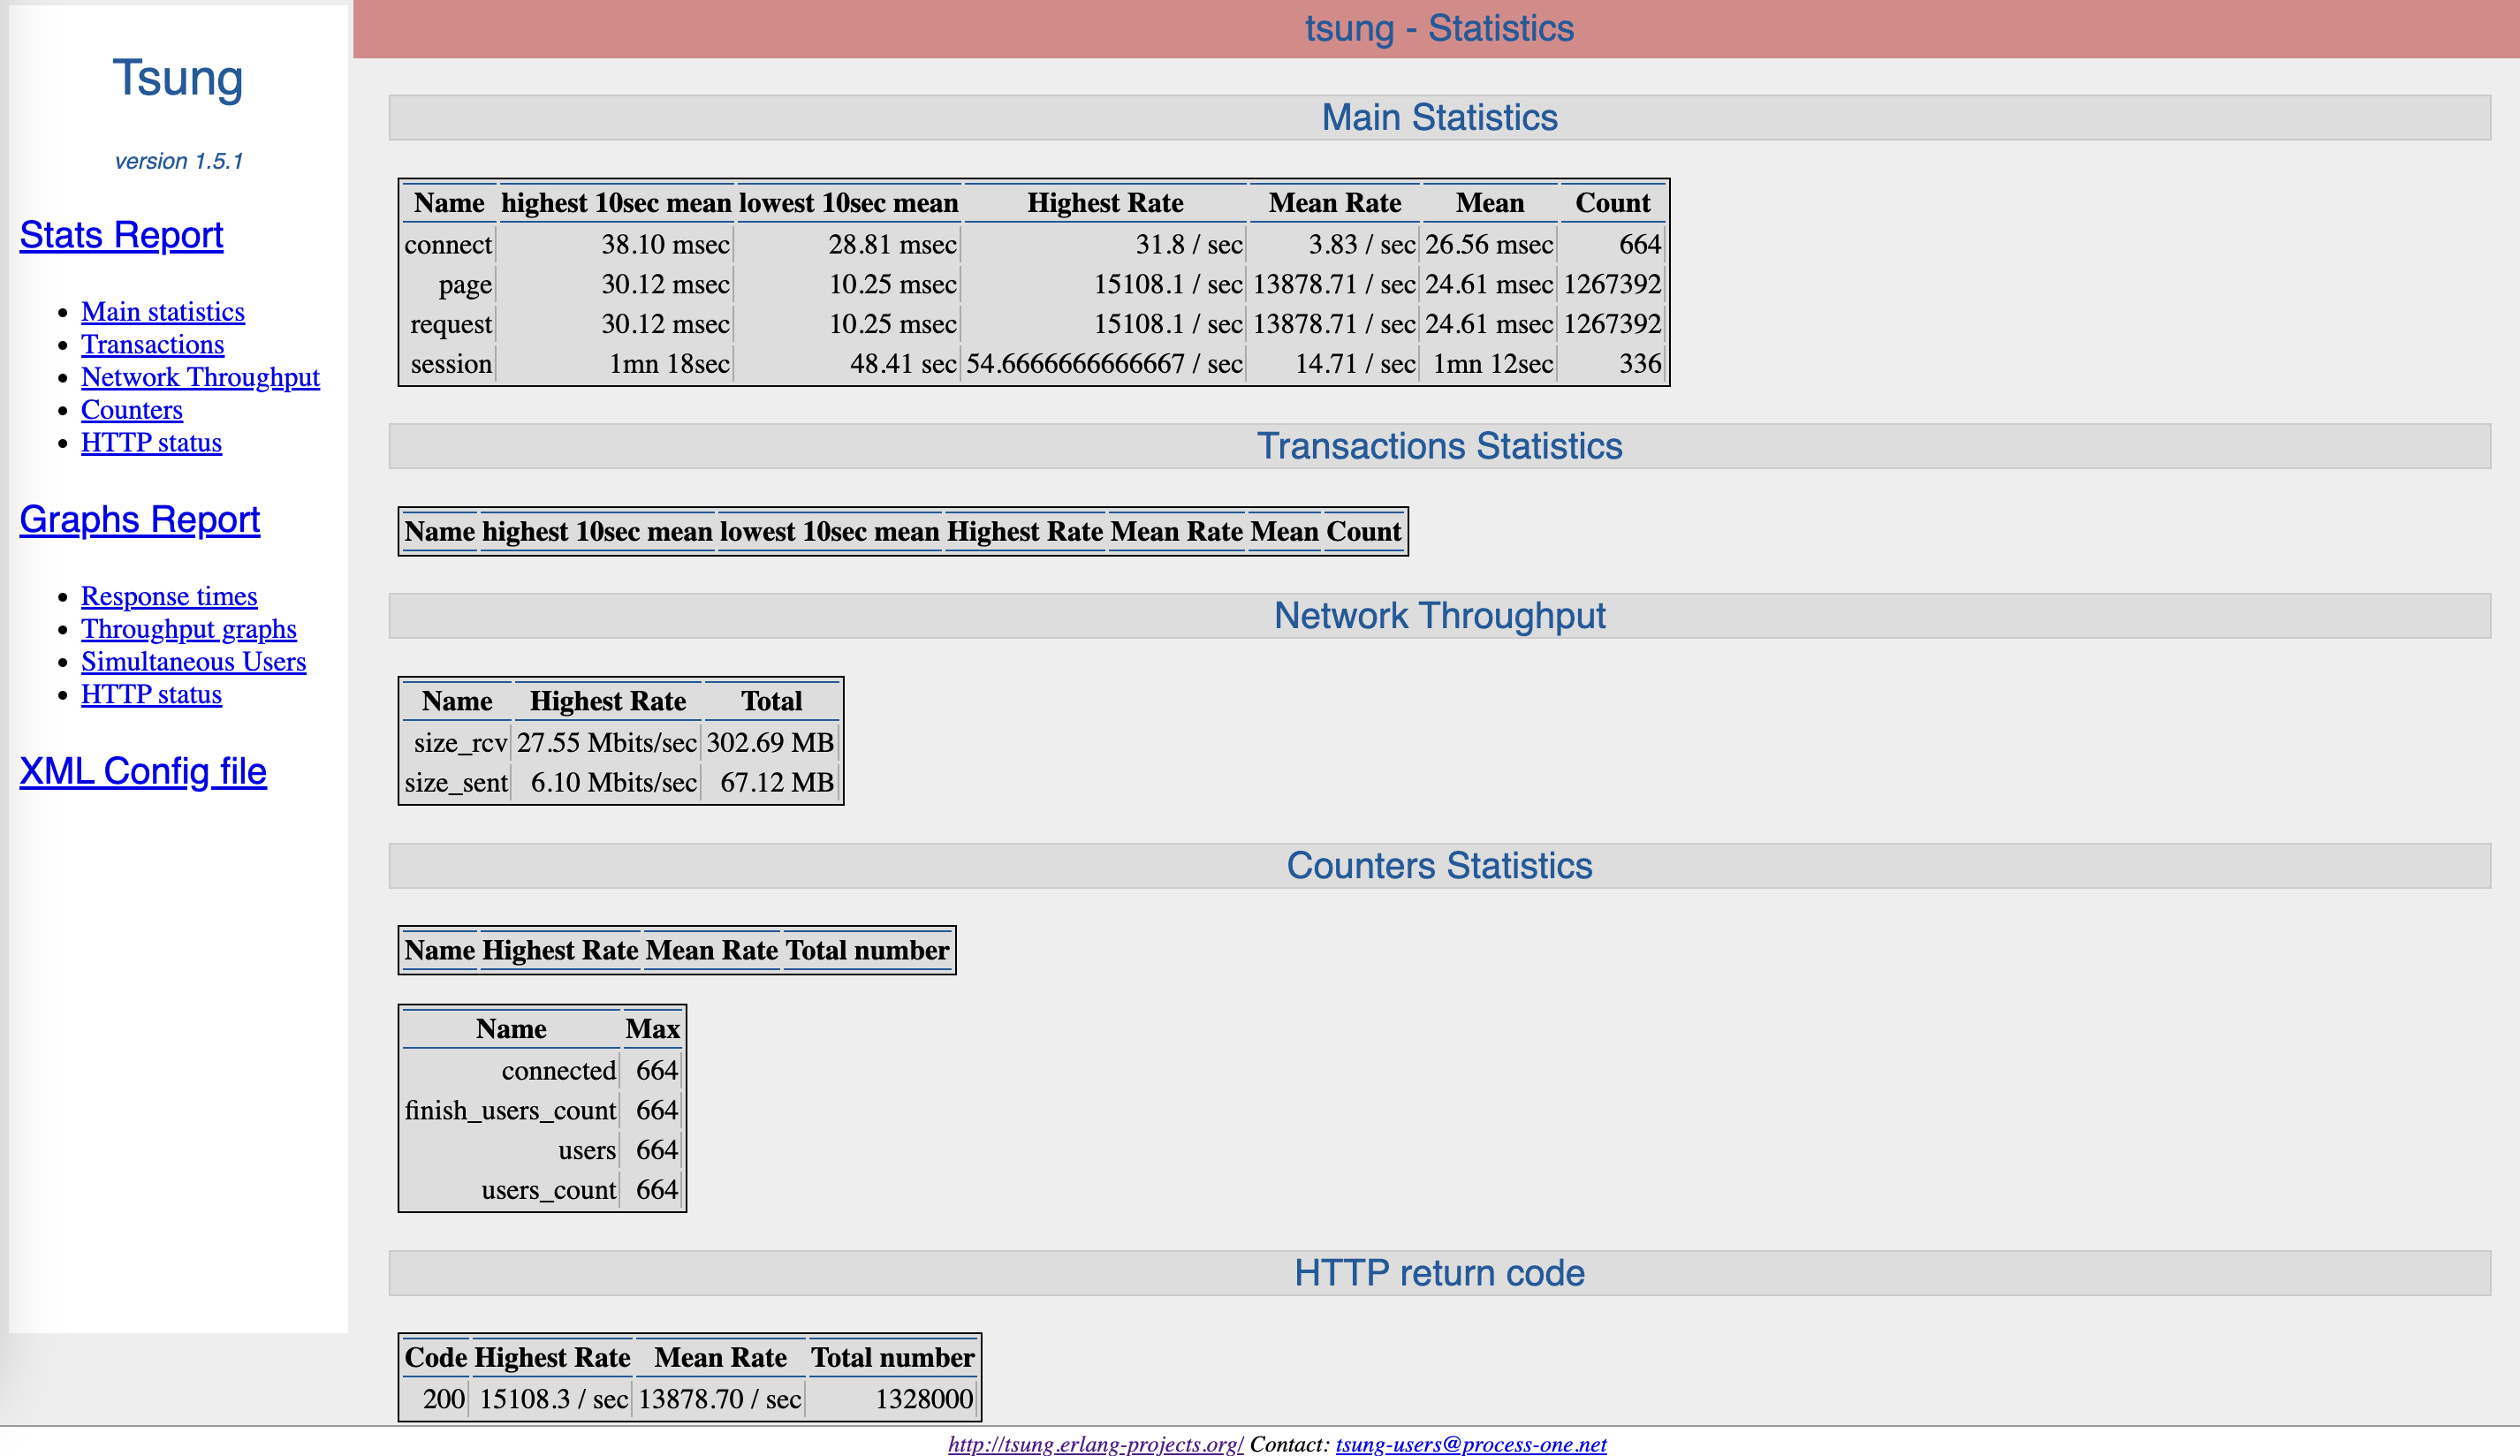 Tsung
version 1.5.1
Stats Report
Main statistics
Transactions
Network Throughput
Counters
HTTP status
Graphs Report
Response times
Throughput graphs
Simultaneous Users
HTTP status
XML Config file
tsung - Statistics
Main Statistics
Name highest 10sec mean lowest 10sec mean Highest Rate Mean Rate Mean Count
connect 38.10 msec 28.81 msec 31.8 / sec 3.83 / sec 26.56 msec 664
page 30.12 msec 10.25 msec 15108.1 / sec 13878.71 / sec 24.61 msec 1267392
request 30.12 msec 10.25 msec 15108.1 / sec 13878.71 / sec 24.61 msec 1267392
session 1mn 18sec 48.41 sec 54.6666666666667 / sec 14.71 / sec 1mn 12sec 336
Transactions Statistics
Name highest 10sec mean lowest 10sec mean Highest Rate Mean Rate Mean Count
Network Throughput
Name Highest Rate Total
size_rcv 27.55 Mbits/sec 302.69 MB
size_sent 6.10 Mbits/sec 67.12 MB
Counters Statistics
Name Highest Rate Mean Rate Total number
Name Max
connected 664
finish_users_count 664
users 664
users_count 664
HTTP return code
Code Highest Rate Mean Rate Total number
200 15108.3 / sec 13878.70 / sec 1328000
http://tsung.erlang-projects.org/ Contact: tsung-users@process-one.net